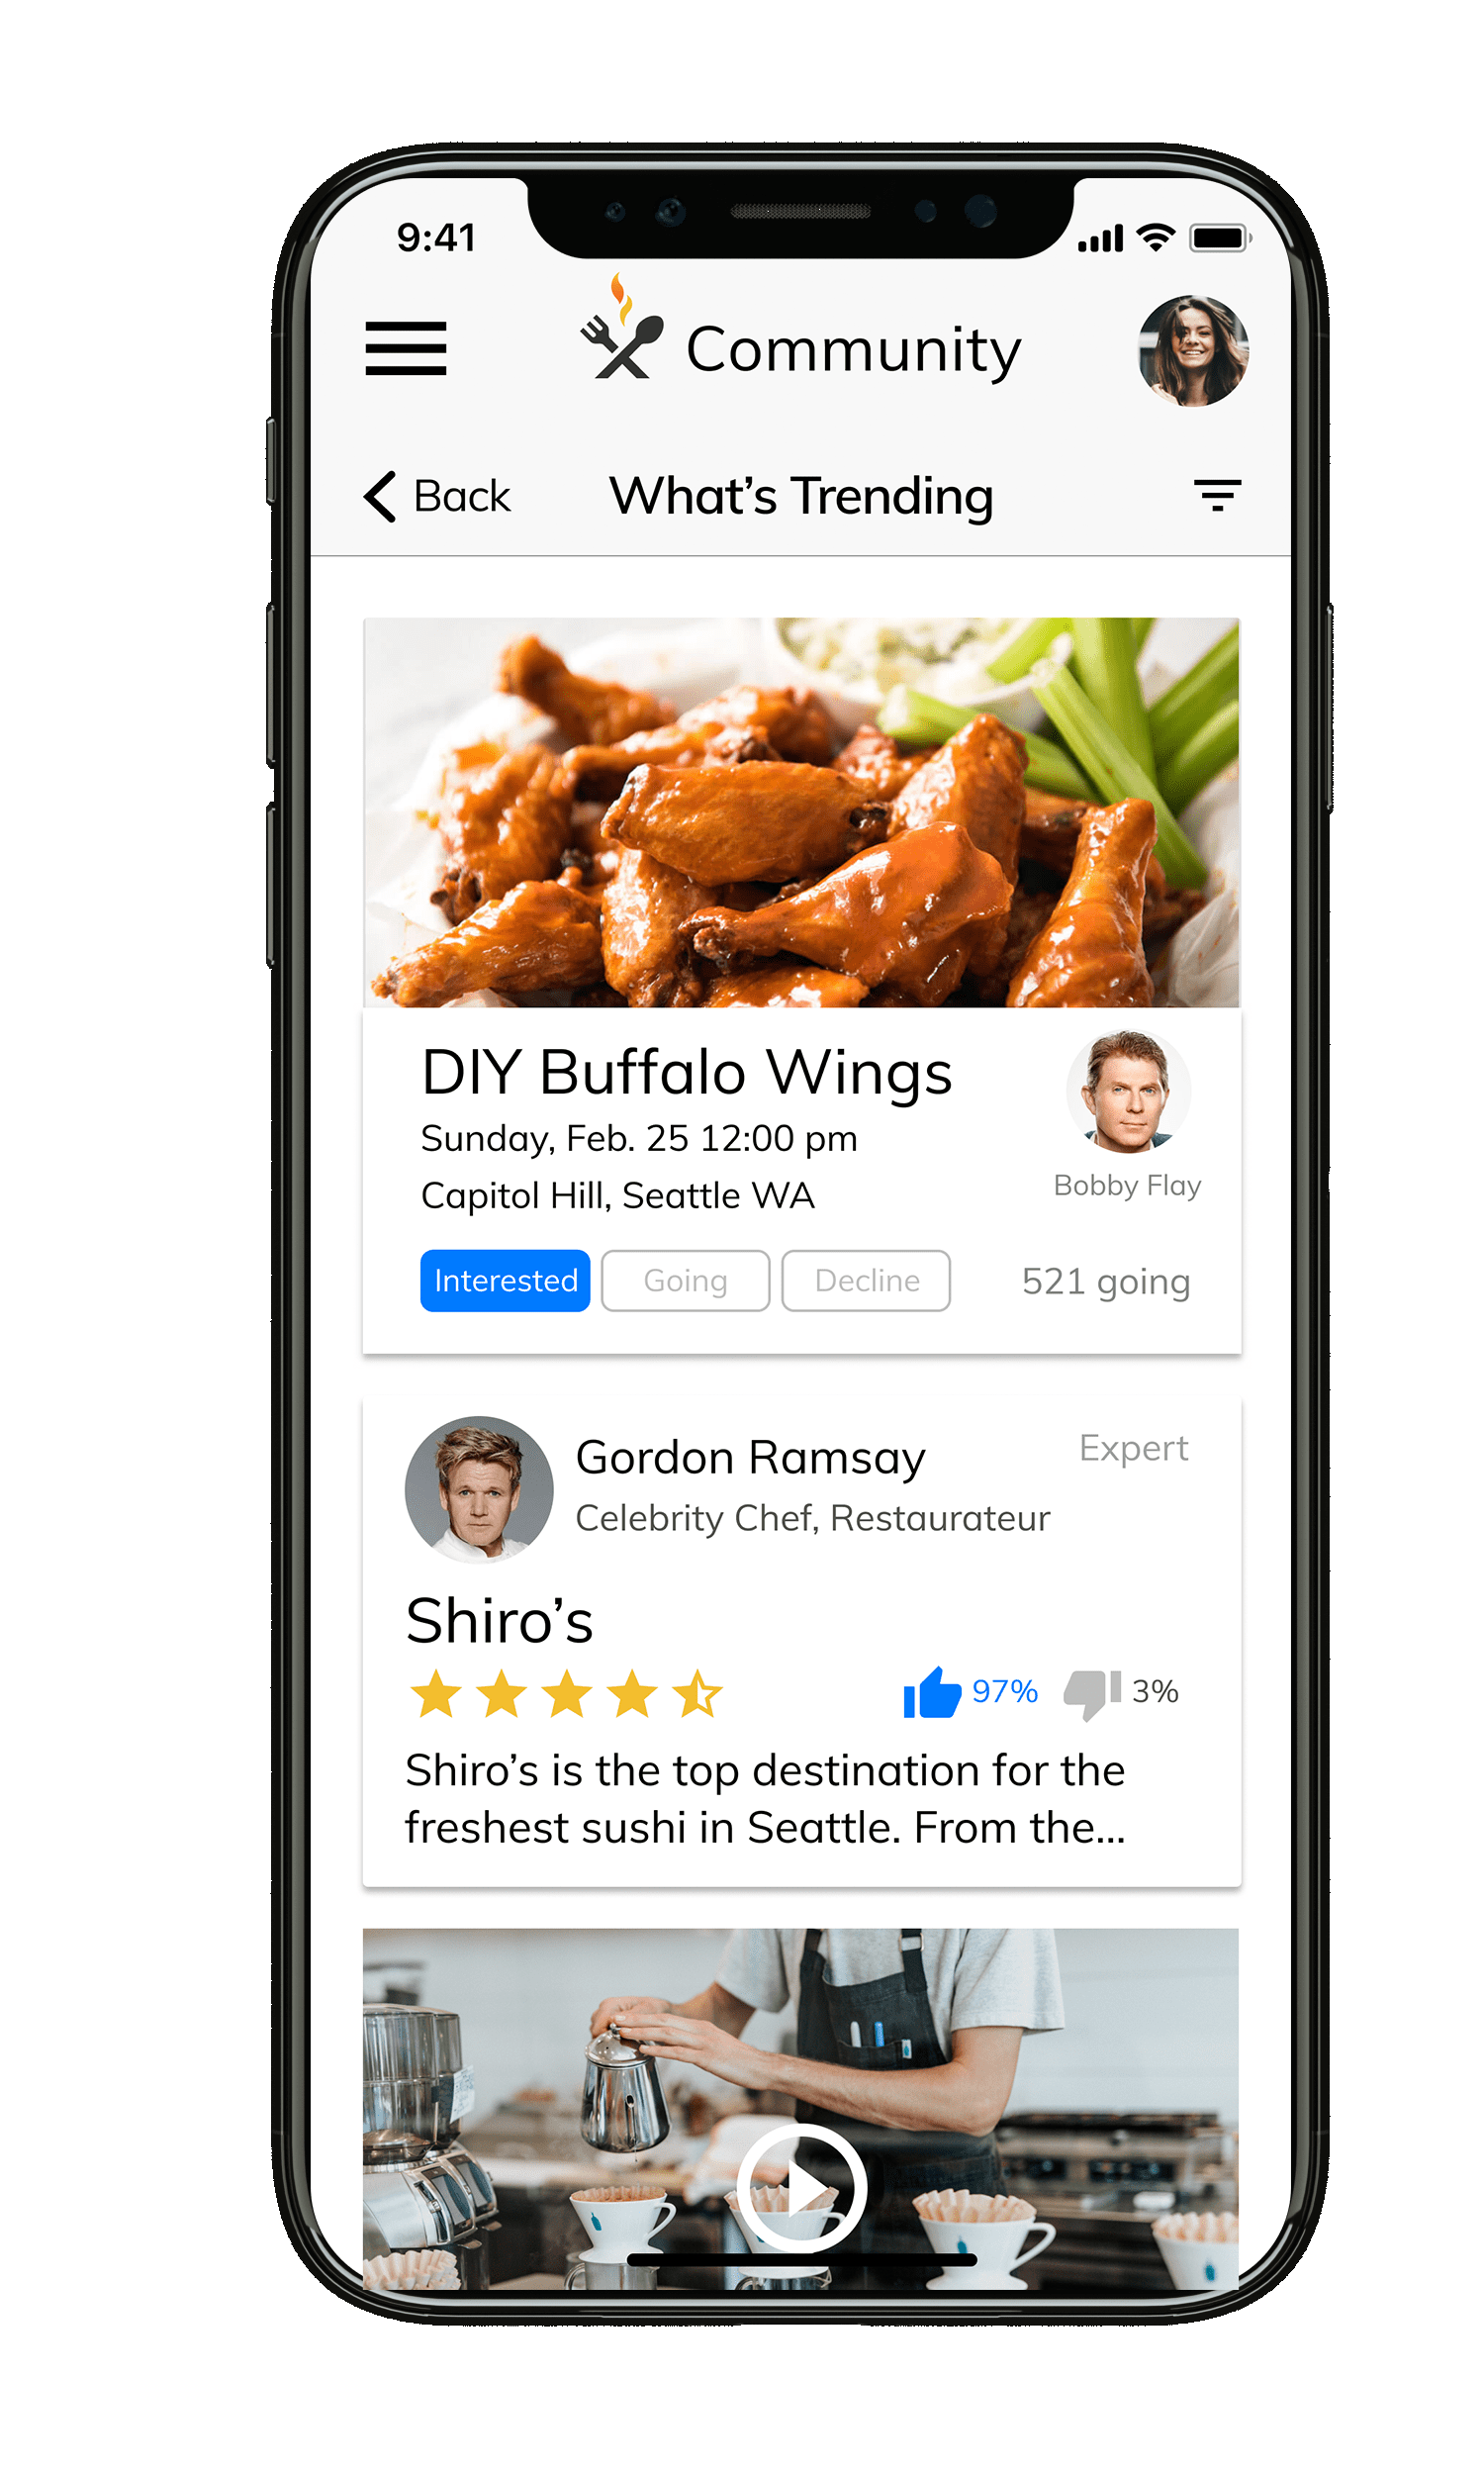 9:41
Community
Back
What's Trending
DIY Buffalo Wings
Sunday, Feb. 25 12:00 pm
Capitol Hill, Seattle WA
Bobby Flay
Interested
Going
Decline
521 going
Gordon Ramsay
Expert
Celebrity Chef, Restaurateur
Shiro's
97%
3%
Shiro's is the top destination for the
freshest sushi in Seattle. From the...